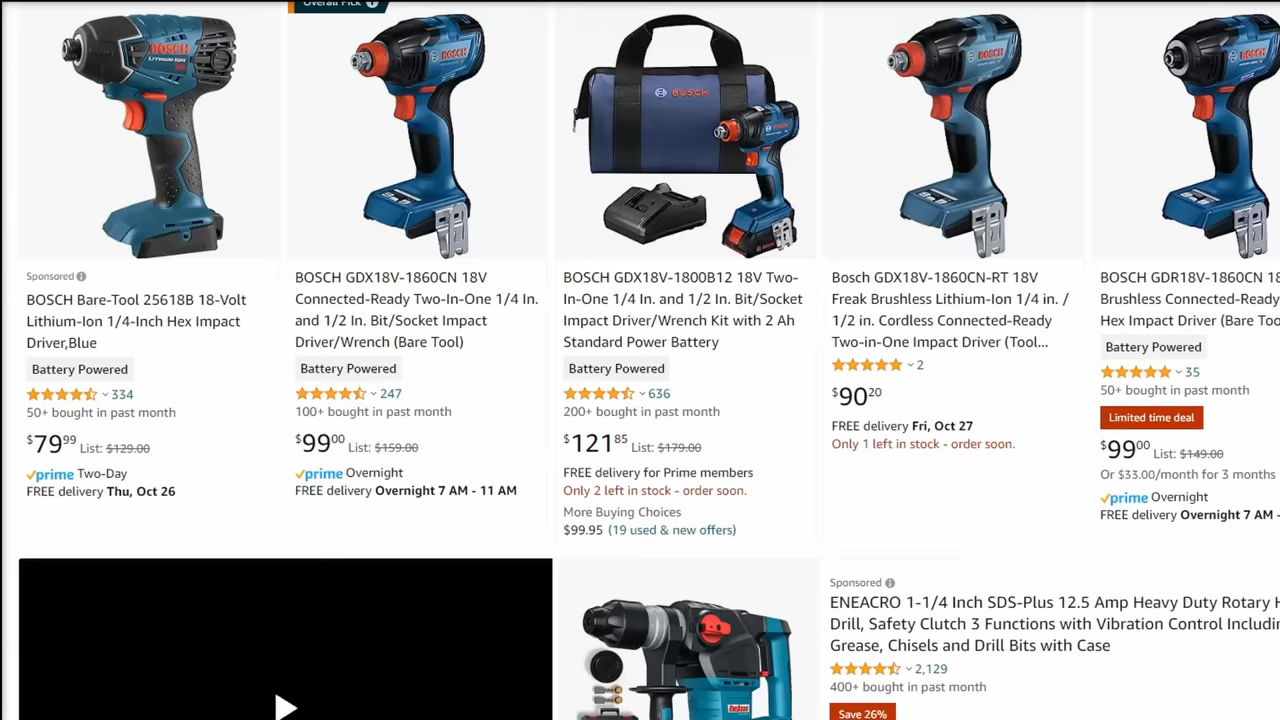 Overall Pick
BOSCH
LITHIUM-ION
BOSCH
BOSCH
BOSCH
BOSCH
Sponsored
BOSCH Bare-Tool 25618B 18-Volt
Lithium-Ion 1/4-Inch Hex Impact
Driver,Blue
Battery Powered
334
50+ bought in past month
$79.99 List: $129.00
prime Two-Day
FREE delivery Thu, Oct 26
BOSCH GDX18V-1860CN 18V
Connected-Ready Two-In-One 1/4 In.
and 1/2 In. Bit/Socket Impact
Driver/Wrench (Bare Tool)
Battery Powered
247
100+ bought in past month
$99.00 List: $159.00
prime Overnight
FREE delivery Overnight 7 AM - 11 AM
BOSCH GDX18V-1800B12 18V Two-
In-One 1/4 In. and 1/2 In. Bit/Socket
Impact Driver/Wrench Kit with 2 Ah
Standard Power Battery
Battery Powered
636
200+ bought in past month
$121.85 List: $179.00
FREE delivery for Prime members
Only 2 left in stock - order soon.
More Buying Choices
$99.95 (19 used & new offers)
Bosch GDX18V-1860CN-RT 18V
Freak Brushless Lithium-Ion 1/4 in. /
1/2 in. Cordless Connected-Ready
Two-in-One Impact Driver (Tool...
2
$90.20
FREE delivery Fri, Oct 27
Only 1 left in stock - order soon.
BOSCH GDR18V-1860CN 18
Brushless Connected-Ready
Hex Impact Driver (Bare Too
Battery Powered
35
50+ bought in past month
Limited time deal
$99.00 List: $149.00
Or $33.00/month for 3 months
prime Overnight
FREE delivery Overnight 7 AM -
Sponsored
ENEACRO 1-1/4 Inch SDS-Plus 12.5 Amp Heavy Duty Rotary H
Drill, Safety Clutch 3 Functions with Vibration Control Includin
Grease, Chisels and Drill Bits with Case
2,129
400+ bought in past month
Save 26%